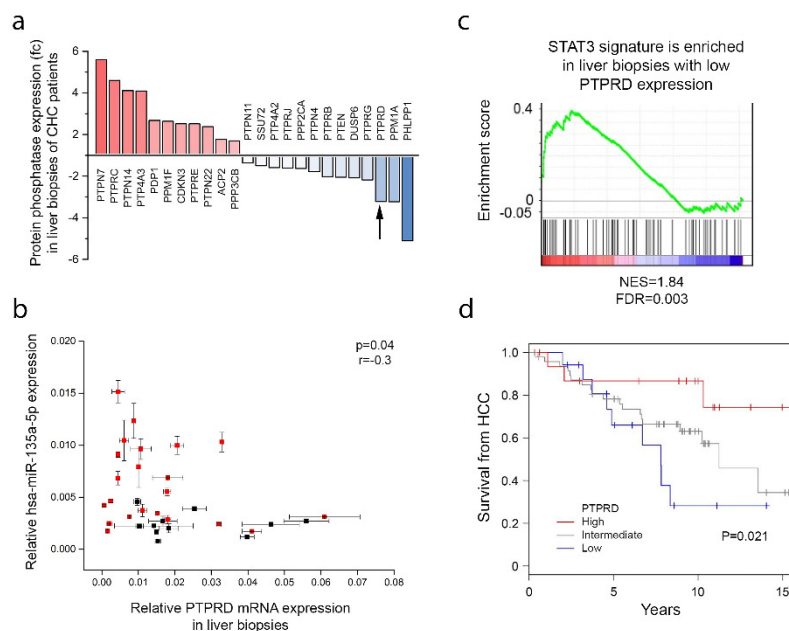 a
Protein phosphatase expression (fc)
in liver biopsies of CHC patients
6
4
2
0
-2
-4
-6
PTPN7
PTPRC
PTPN14
PTP4A3
PDP1
PPM1F
CDKN3
PTPRE
PTPN22
ACP2
PPP3CB
PTPN11
SSU72
PTP4A2
PTPRJ
PPP2CA
PTPN4
PTPRB
PTEN
DUSP6
PTPRG
PTPRD
PPM1A
PHLPP1
c
STAT3 signature is enriched
in liver biopsies with low
PTPRD expression
Enrichment score
0.4
0
-0.05
NES=1.84
FDR=0.003
b
Relative hsa-miR-135a-5p expression
0.020
0.015
0.010
0.005
0.000
p=0.04
r=-0.3
0.00 0.01 0.02 0.03 0.04 0.05 0.06 0.07 0.08
Relative PTPRD mRNA expression
in liver biopsies
d
Survival from HCC
1.0
0.8
0.6
0.4
0.2
0.0
PTPRD
High
Intermediate
Low
P=0.021
0 5 10 15
Years